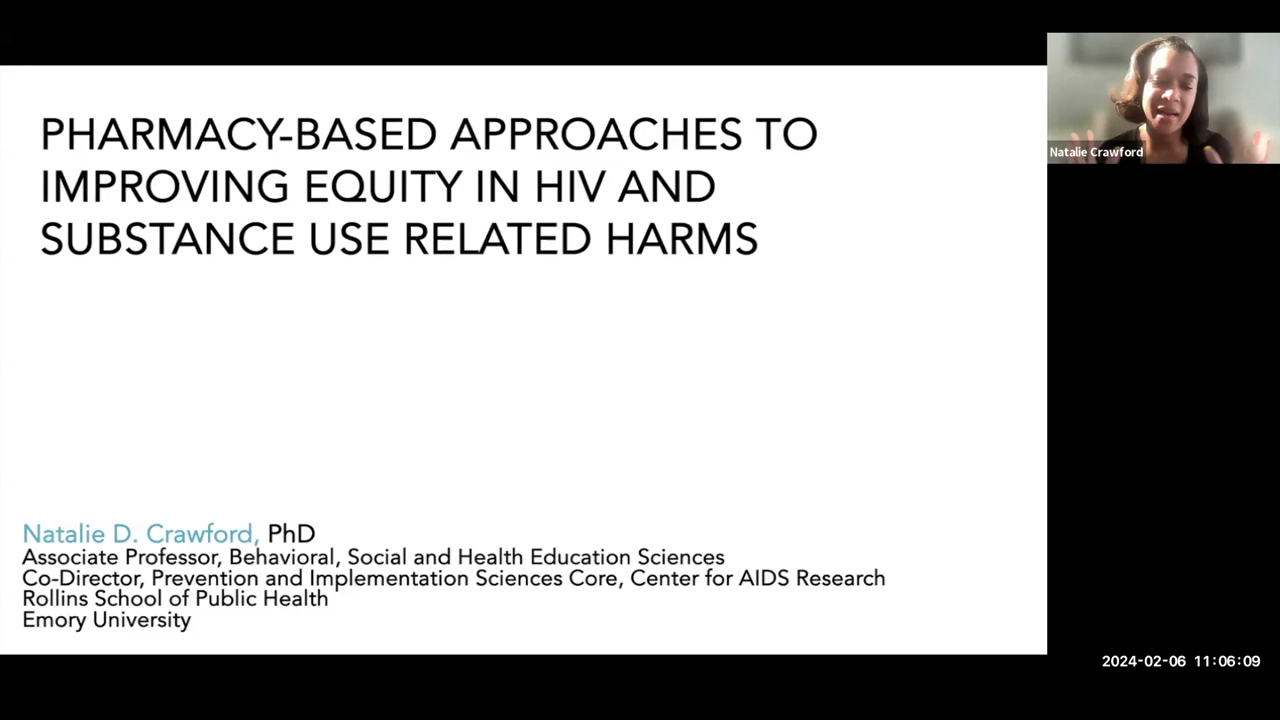 PHARMACY-BASED APPROACHES TO
IMPROVING EQUITY IN HIV AND
SUBSTANCE USE RELATED HARMS
Natalie Crawford
Natalie D. Crawford, PhD
Associate Professor, Behavioral, Social and Health Education Sciences
Co-Director, Prevention and Implementation Sciences Core, Center for AIDS Research
Rollins School of Public Health
Emory University
2024-02-06 11:06:09